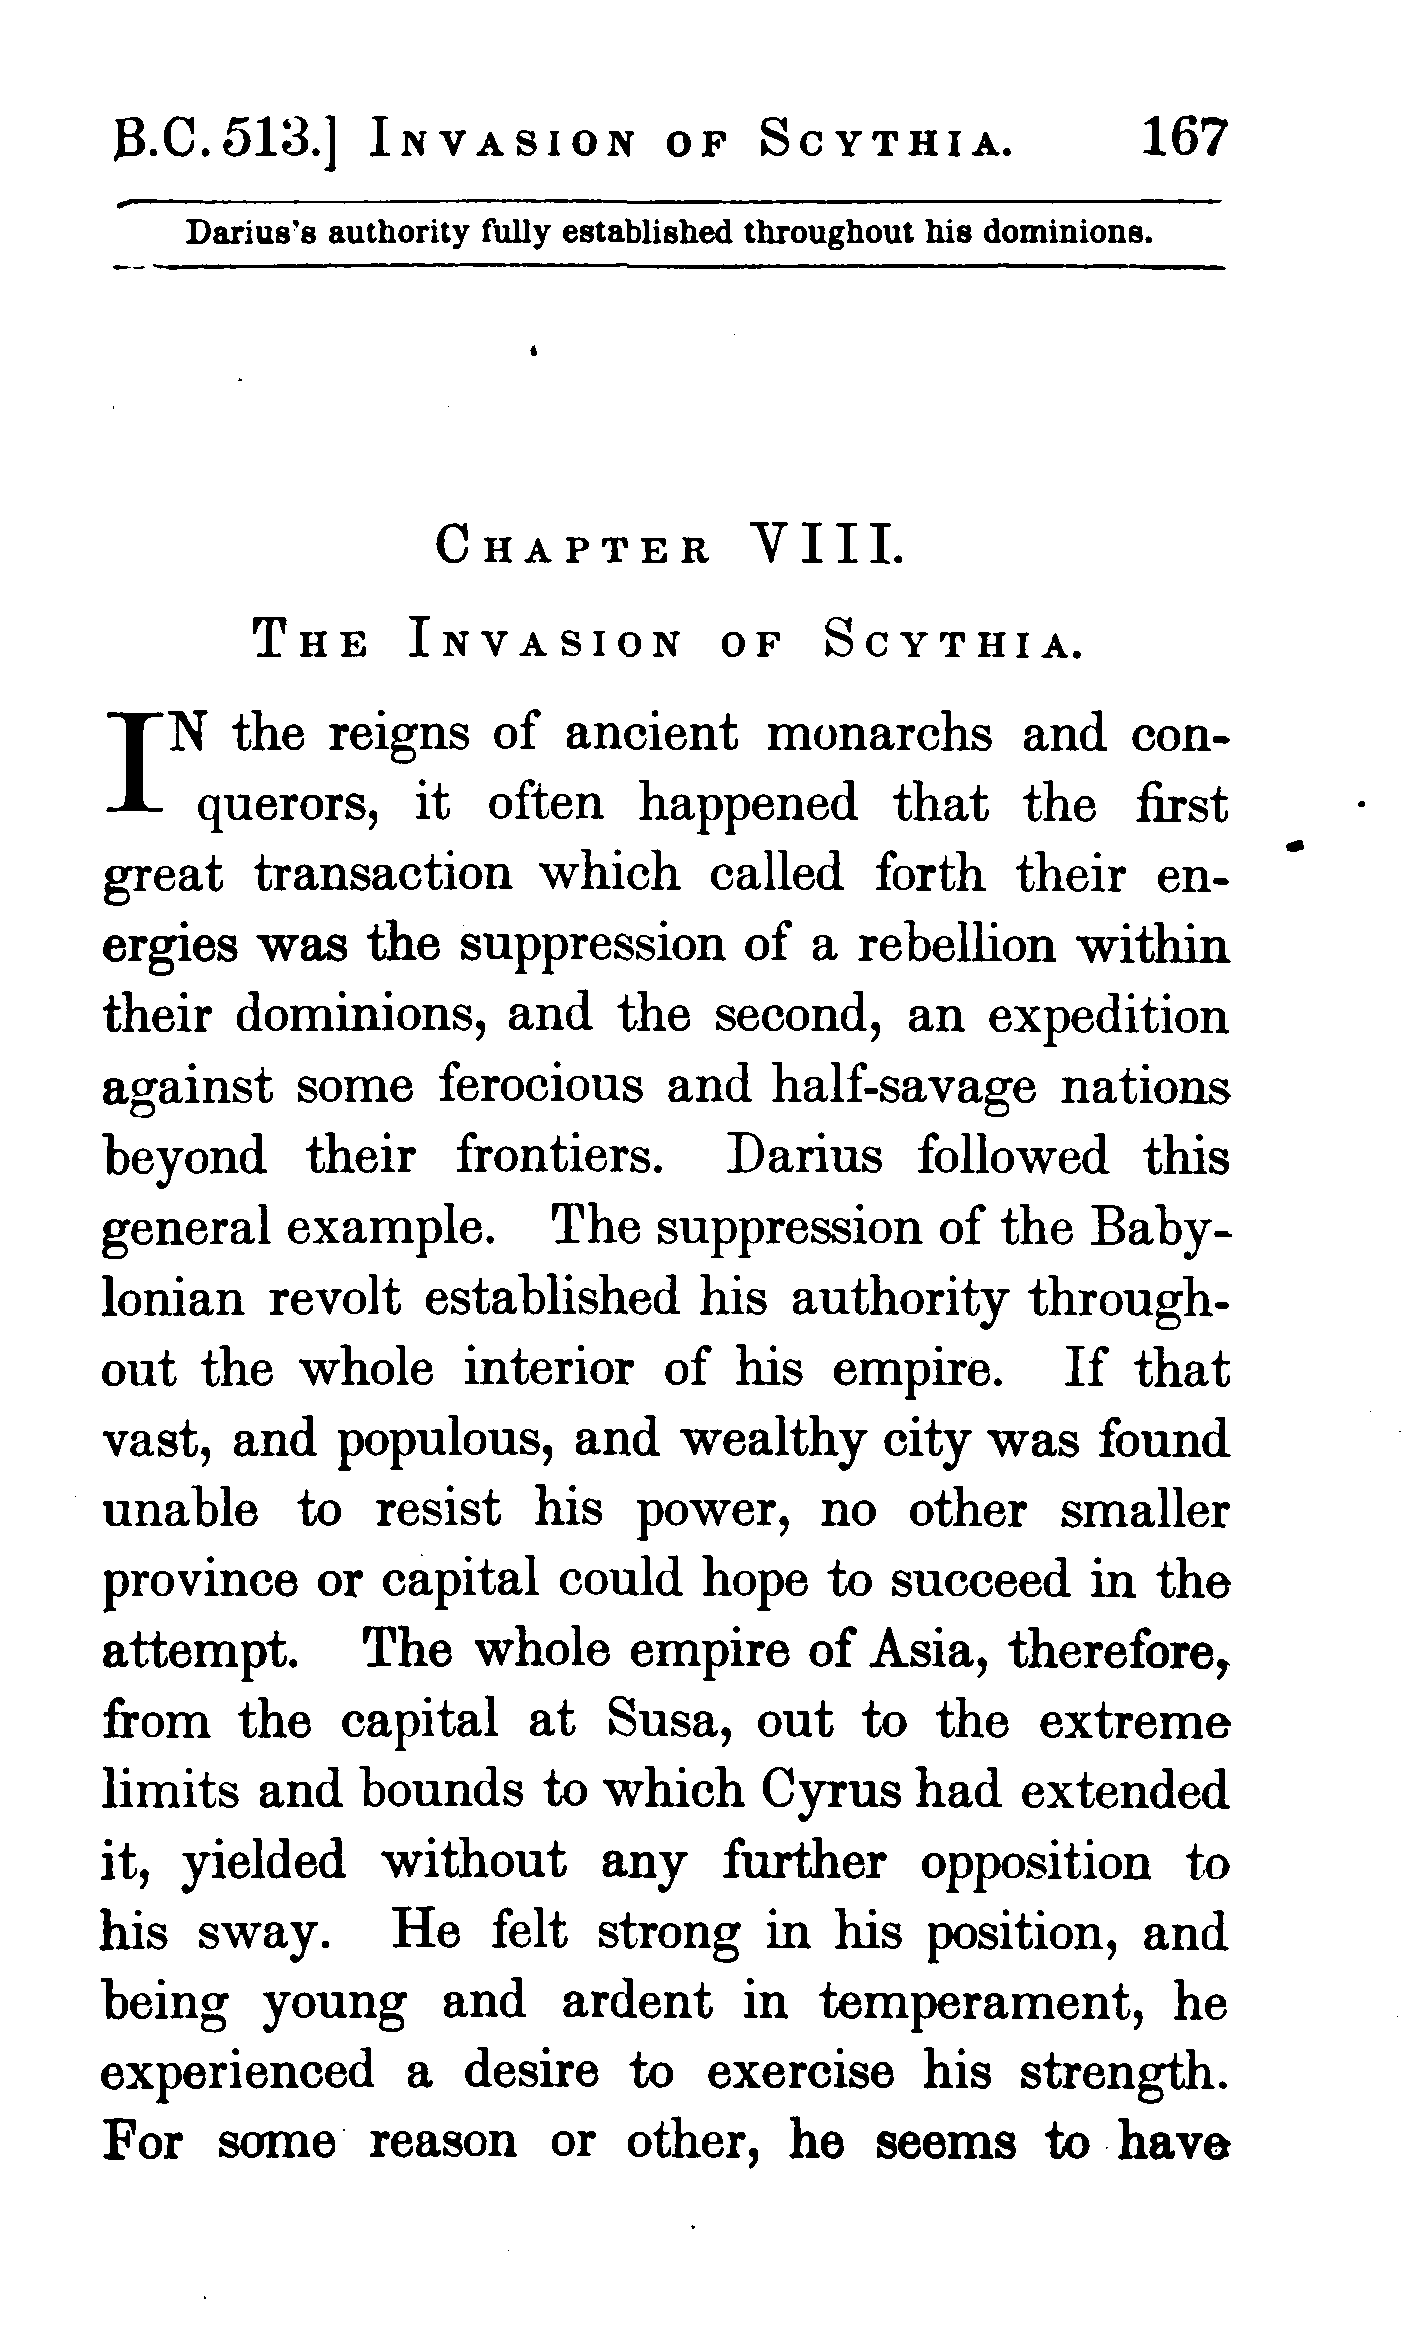 B.C. 513.] Invasion of Scythia. 167
Darius's authority fully established throughout his dominions.
Chapter VIII.
The Invasion of Scythia.
IN the reigns of ancient monarchs and con-
querors, it often happened that the first
great transaction which called forth their en-
ergies was the suppression of a rebellion within
their dominions, and the second, an expedition
against some ferocious and half-savage nations
beyond their frontiers. Darius followed this
general example. The suppression of the Baby-
lonian revolt established his authority through-
out the whole interior of his empire. If that
vast, and populous, and wealthy city was found
unable to resist his power, no other smaller
province or capital could hope to succeed in the
attempt. The whole empire of Asia, therefore,
from the capital at Susa, out to the extreme
limits and bounds to which Cyrus had extended
it, yielded without any further opposition to
his sway. He felt strong in his position, and
being young and ardent in temperament, he
experienced a desire to exercise his strength.
For some reason or other, he seems to have